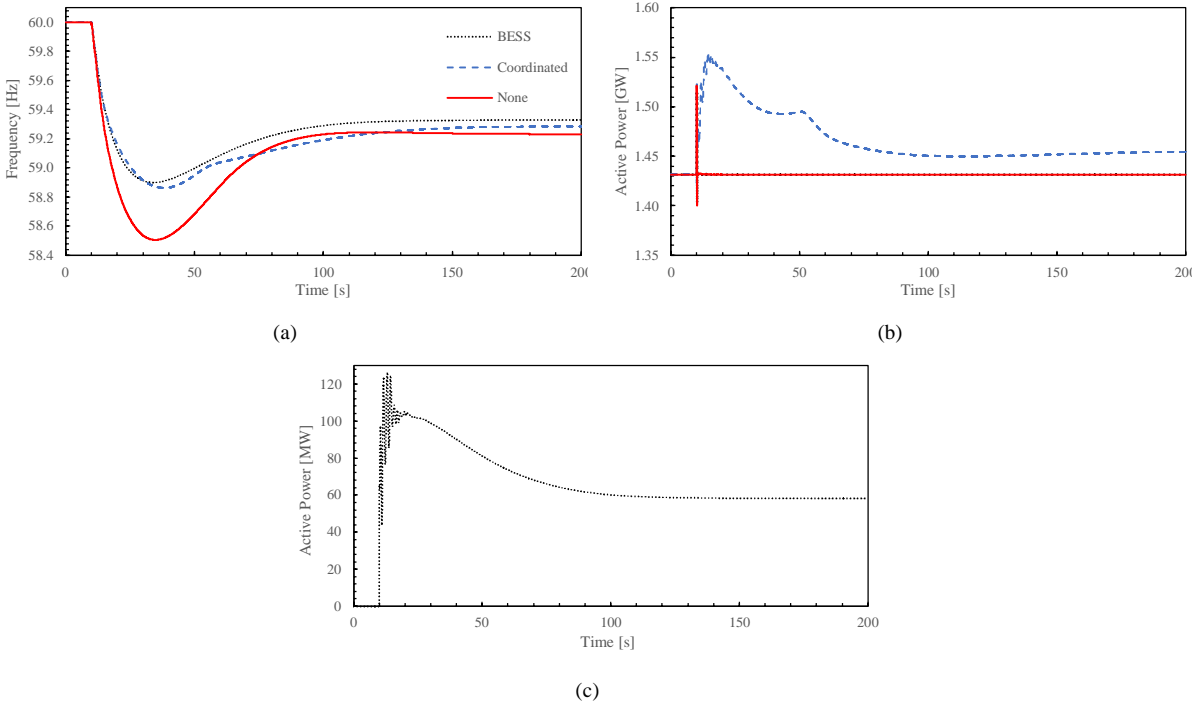 60.0
59.8
59.6
59.4
59.2
59.0
58.8
58.6
58.4
Frequency [Hz]
BESS
Coordinated
None
0 50 100 150 200
Time [s]
(a)
1.60
1.55
1.50
1.45
1.40
1.35
Active Power [GW]
0 50 100 150 200
Time [s]
(b)
120
100
80
60
40
20
0
Active Power [MW]
0 50 100 150 200
Time [s]
(c)